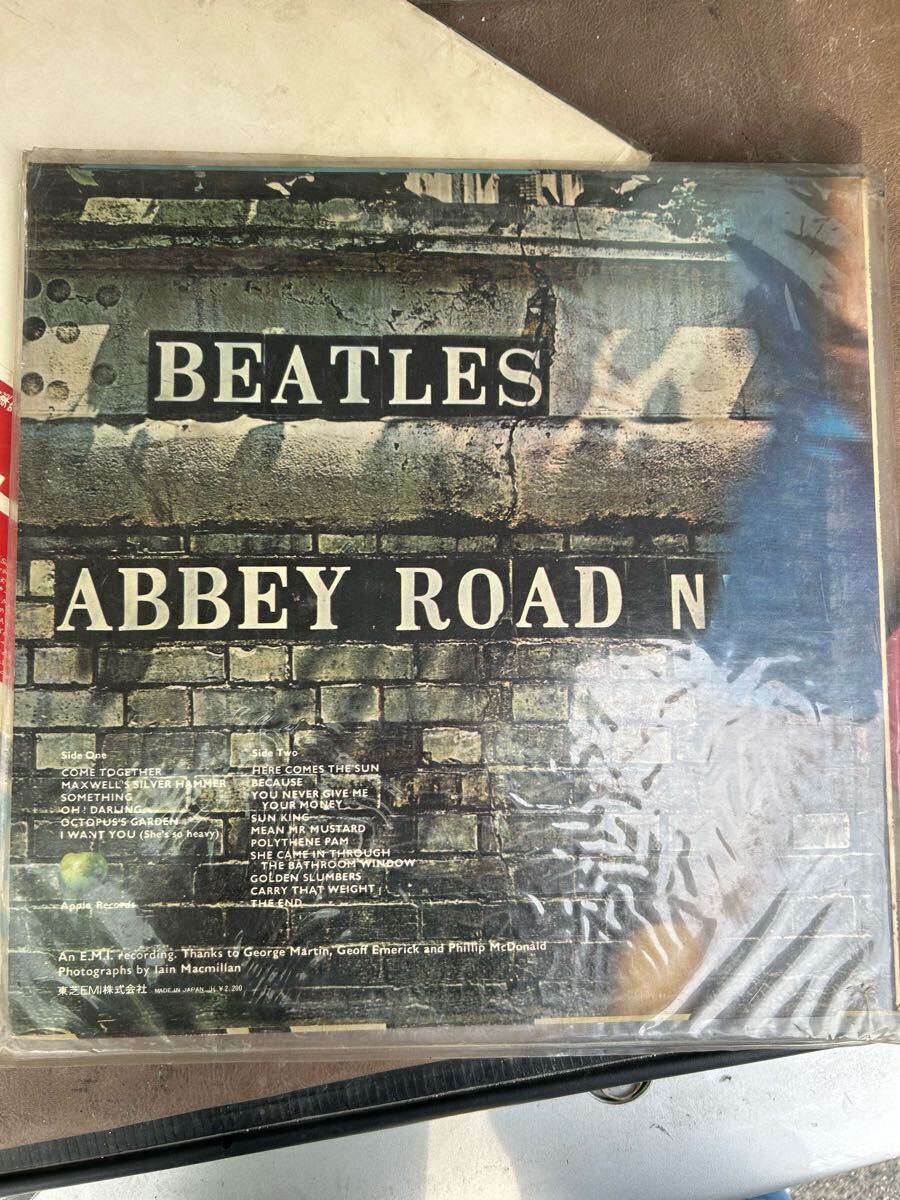 BEATLES
ABBEY ROAD N
Side One
COME TOGETHER
MAXWELL'S SILVER HAMMER
SOMETHING
OH! DARLING
OCTOPUS'S GARDEN
I WANT YOU (She's so heavy)
Apple Records
Side Two
HERE COMES THE SUN
BECAUSE
YOU NEVER GIVE ME
YOUR MONEY
SUN KING
MEAN MR MUSTARD
POLYTHENE PAM
SHE CAME IN THROUGH
THE BATHROOM WINDOW
GOLDEN SLUMBERS
CARRY THAT WEIGHT
THE END
An E.M.I. recording. Thanks to George Martin, Geoff Emerick and Phillip McDonald
Photographs by Iain Macmillan
東芝EMI株式会社 MADE IN JAPAN H ¥2,200